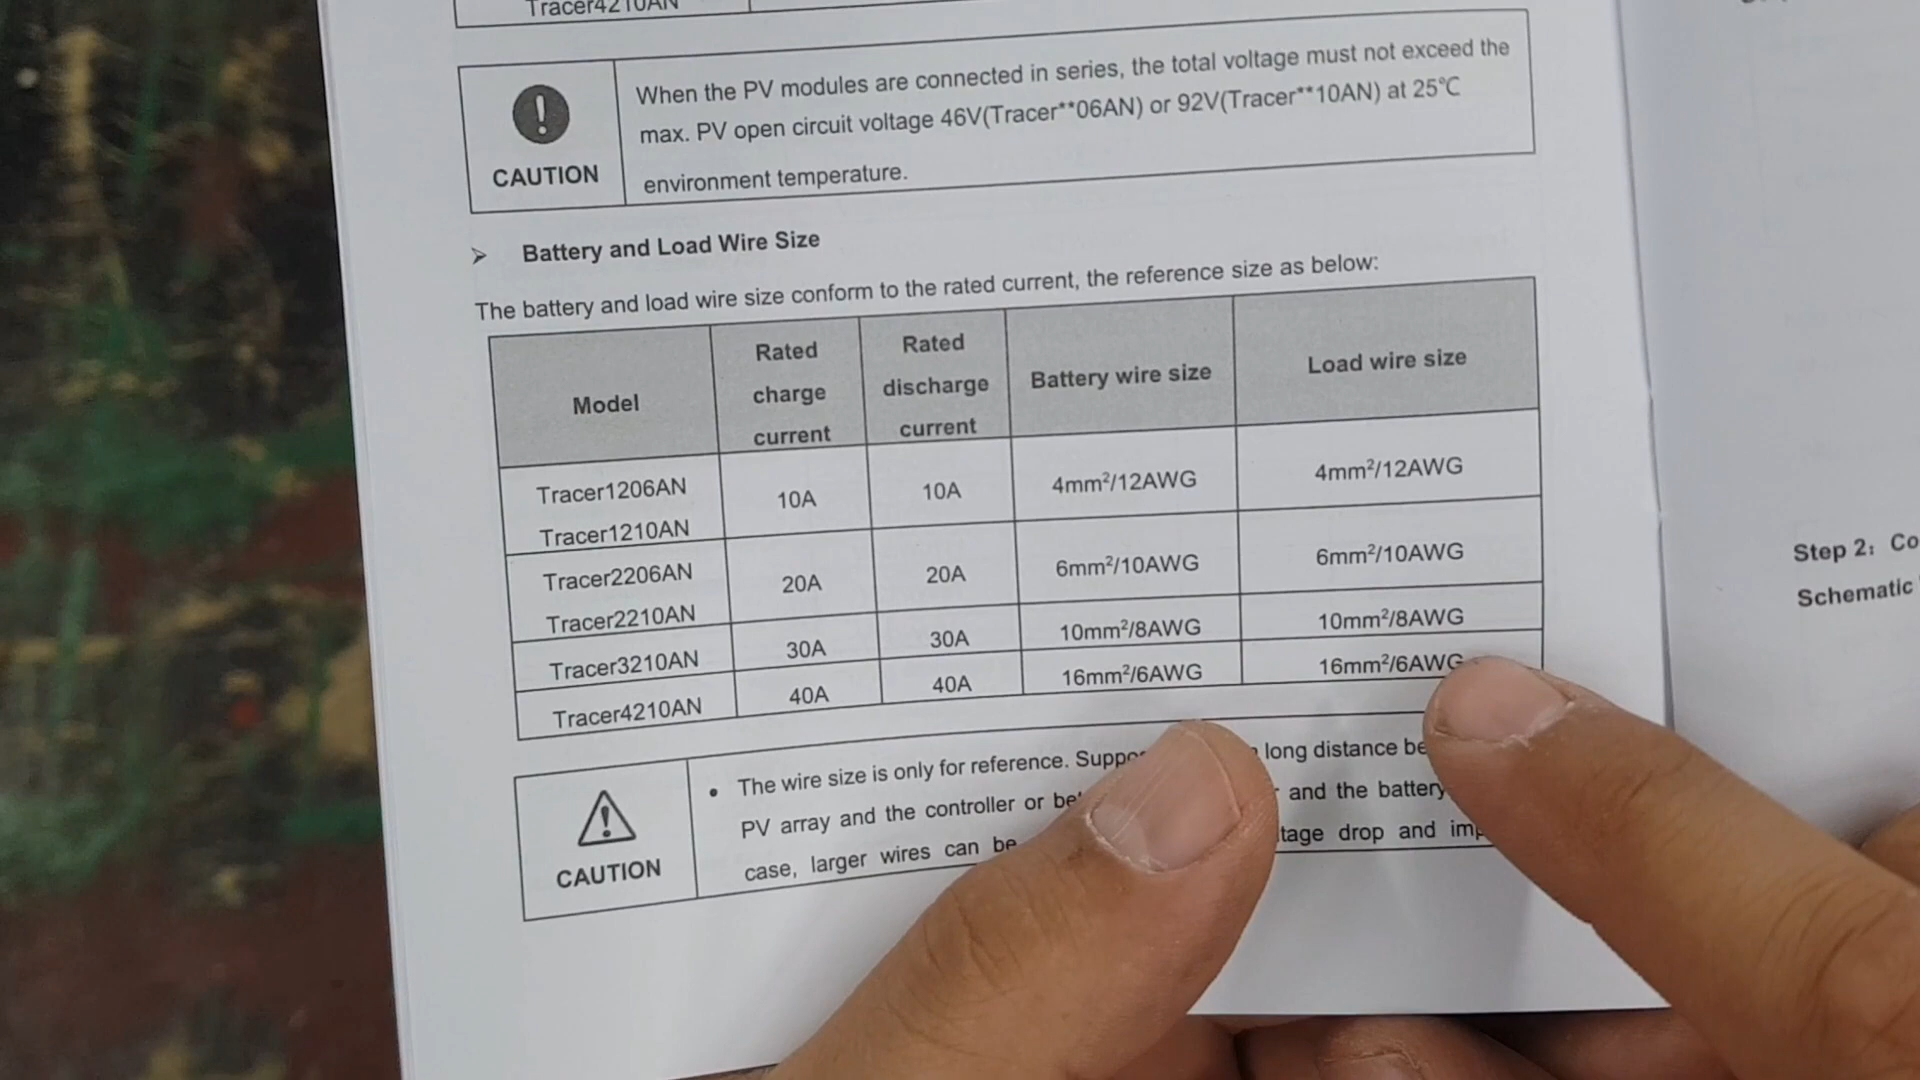 Tracer4210AN
When the PV modules are connected in series, the total voltage must not exceed the
max. PV open circuit voltage 46V(Tracer**06AN) or 92V(Tracer**10AN) at 25℃
environment temperature.
CAUTION
➢ Battery and Load Wire Size
The battery and load wire size conform to the rated current, the reference size as below:
Model Rated charge current Rated discharge current Battery wire size Load wire size
Tracer1206AN
Tracer1210AN 10A 10A 4mm²/12AWG 4mm²/12AWG
Tracer2206AN
Tracer2210AN 20A 20A 6mm²/10AWG 6mm²/10AWG
Tracer3210AN 30A 30A 10mm²/8AWG 10mm²/8AWG
Tracer4210AN 40A 40A 16mm²/6AWG 16mm²/6AWG
CAUTION
• The wire size is only for reference. long distance
PV array and the controller or and the battery
case, larger wires can be drop and
Step 2:
Schematic